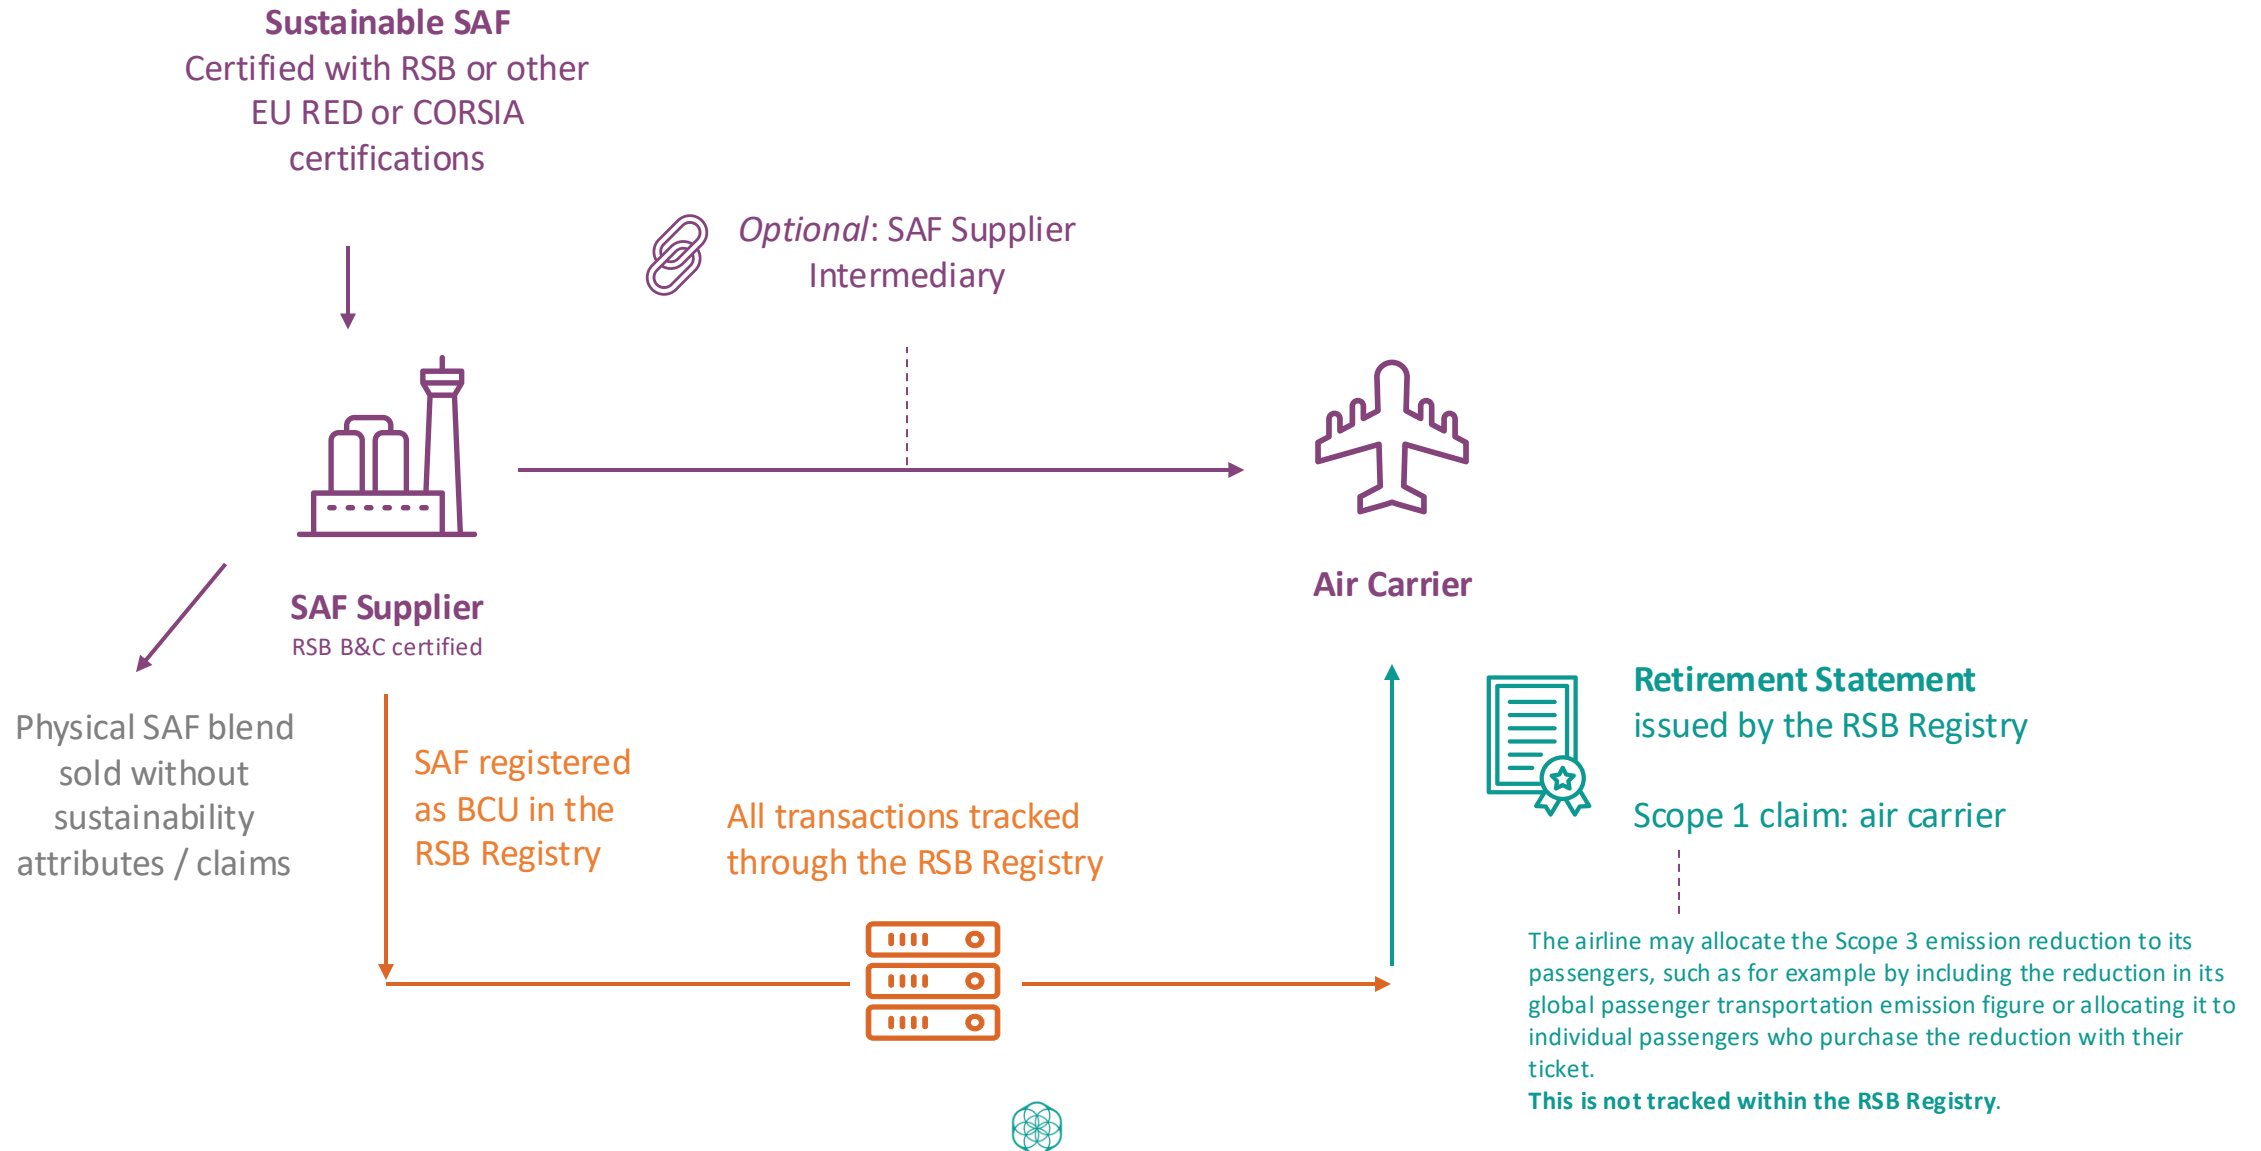 Sustainable SAF
Certified with RSB or other
EU RED or CORSIA
certifications
Optional: SAF Supplier
Intermediary
SAF Supplier
RSB B&C certified
Air Carrier
Physical SAF blend
sold without
sustainability
attributes / claims
SAF registered
as BCU in the
RSB Registry
All transactions tracked
through the RSB Registry
Retirement Statement
issued by the RSB Registry
Scope 1 claim: air carrier
The airline may allocate the Scope 3 emission reduction to its
passengers, such as for example by including the reduction in its
global passenger transportation emission figure or allocating it to
individual passengers who purchase the reduction with their
ticket.
This is not tracked within the RSB Registry.